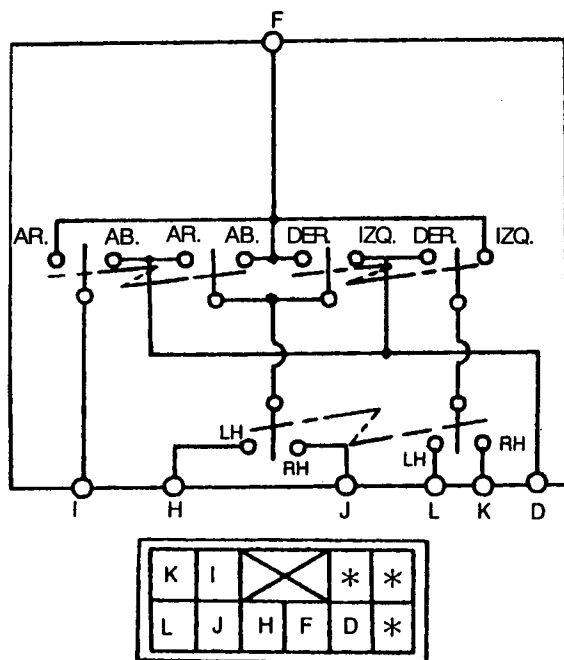 F
AR. AB. AR. AB. DER. IZQ. DER. IZQ.
LH RH LH RH
I H J L K D
K I * *
L J H F D *